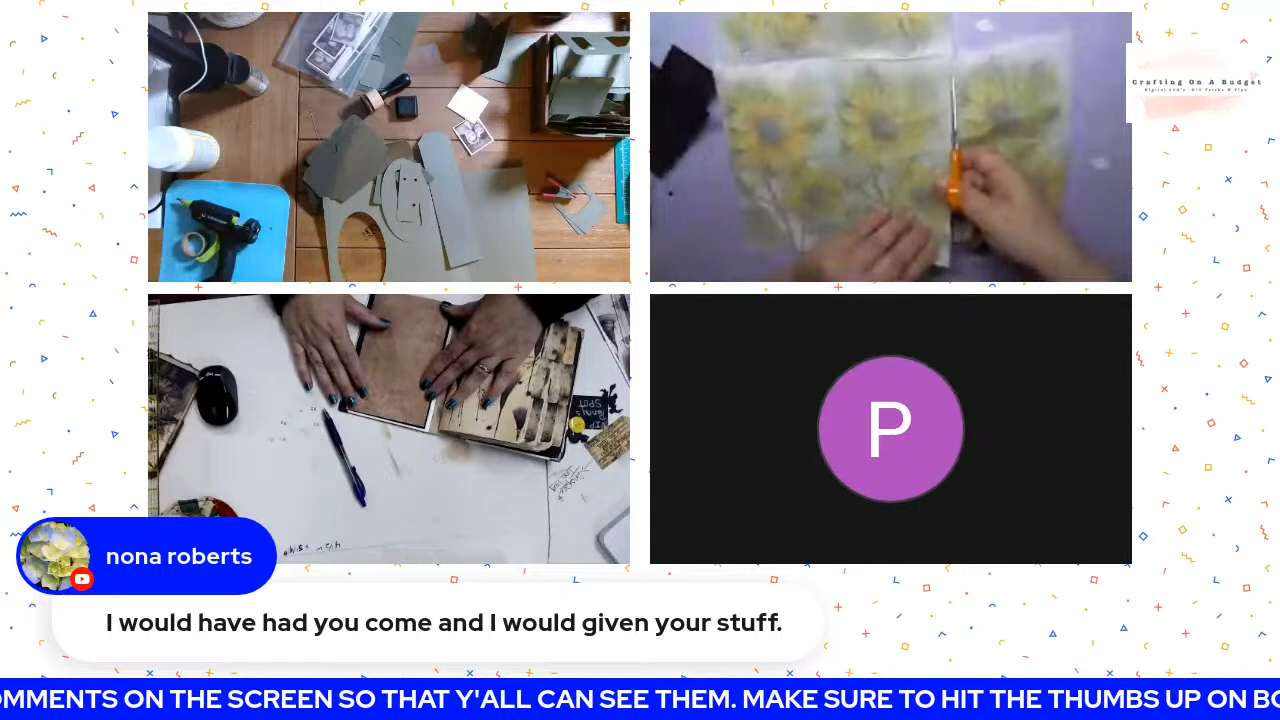 Crafting On A Budget
P
nona roberts
I would have had you come and I would given your stuff.
OMMENTS ON THE SCREEN SO THAT Y'ALL CAN SEE THEM. MAKE SURE TO HIT THE THUMBS UP ON BO